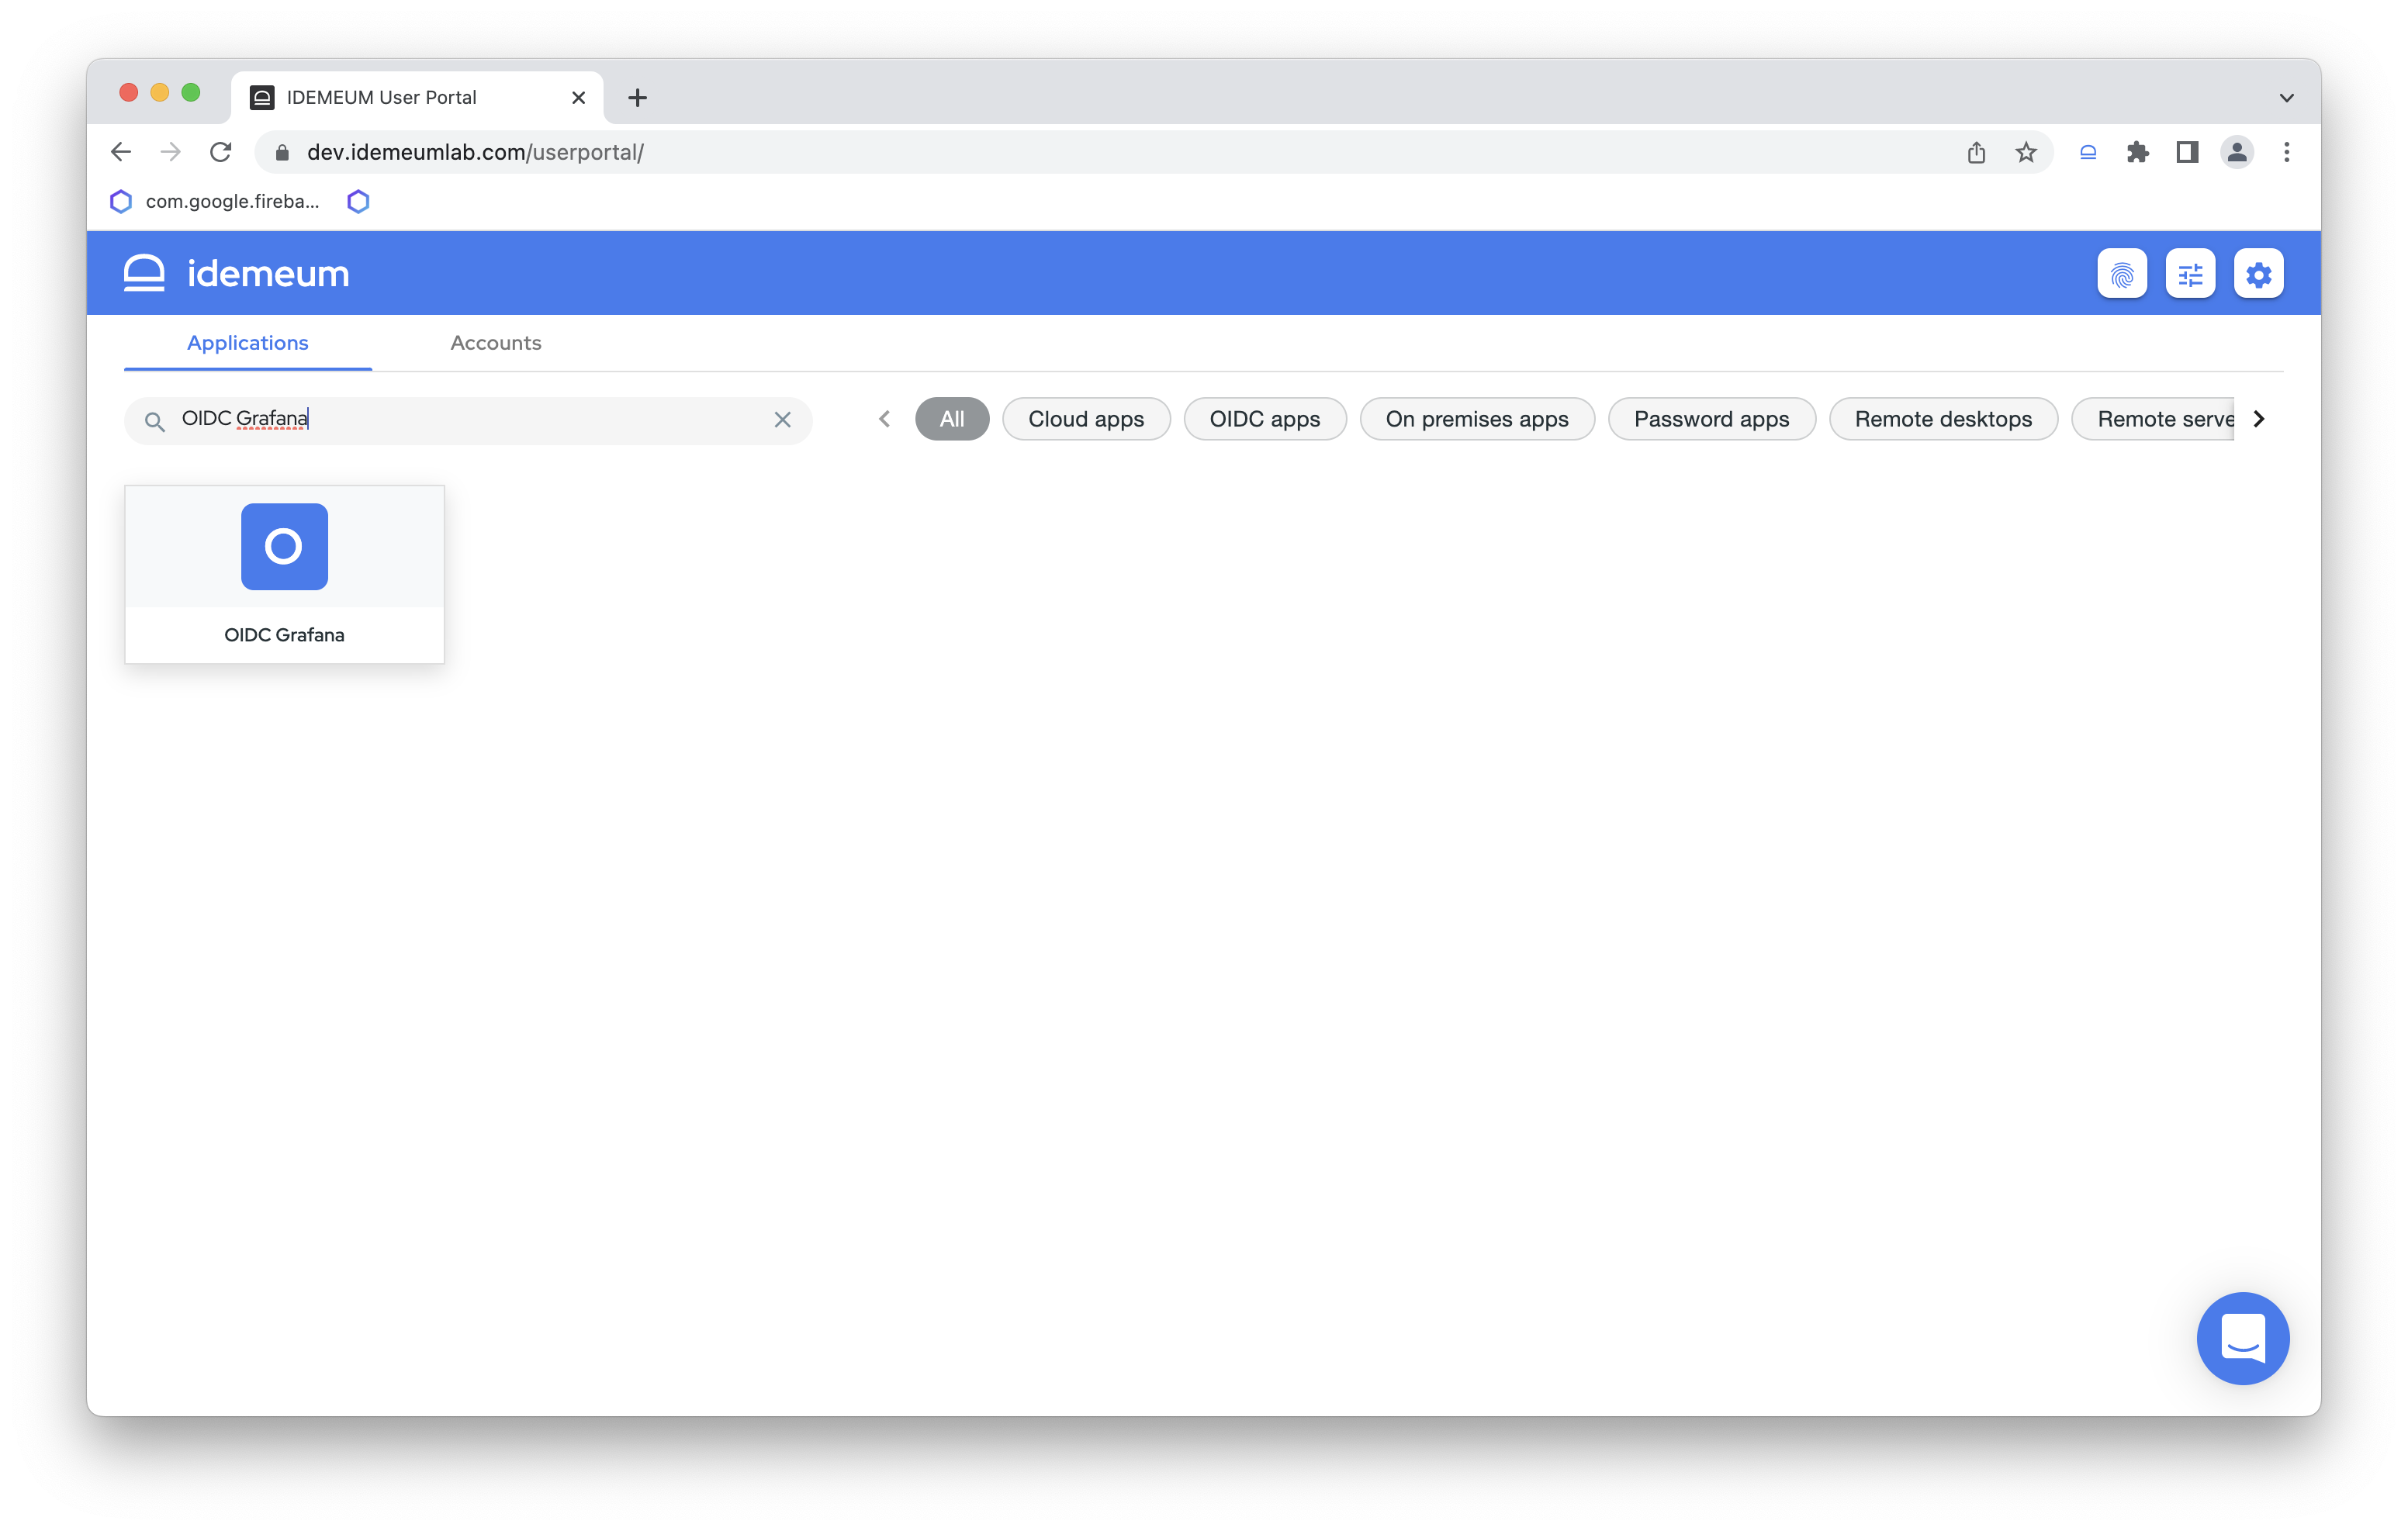 IDEMEUM User Portal
dev.idemeumlab.com/userportal/
com.google.fireba...
idemeum
Applications
Accounts
OIDC Grafana
All
Cloud apps
OIDC apps
On premises apps
Password apps
Remote desktops
Remote serve
OIDC Grafana